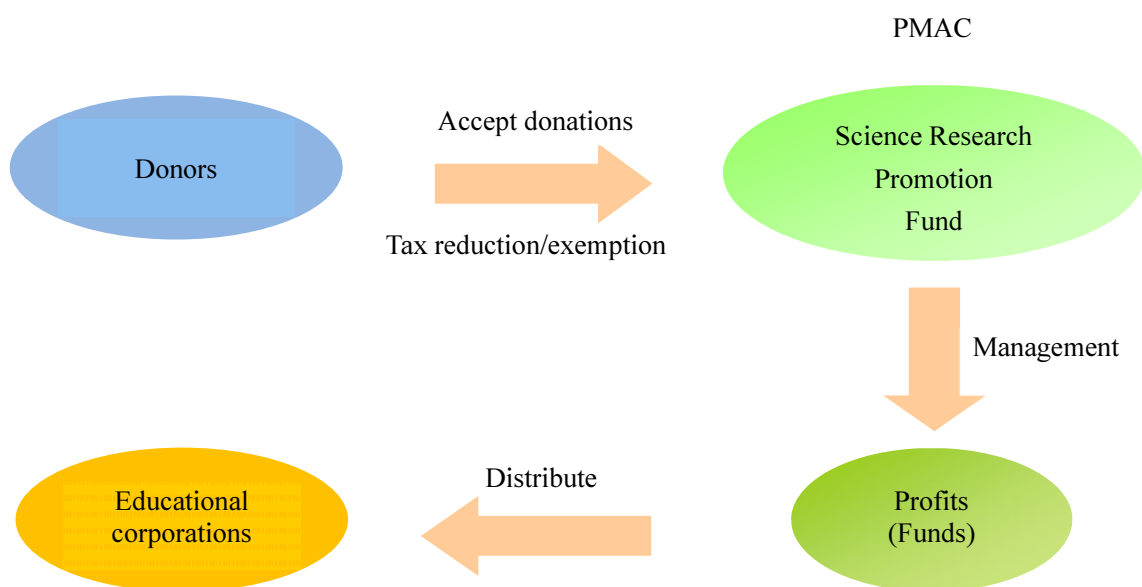 PMAC
Donors
Accept donations
Tax reduction/exemption
Science Research
Promotion
Fund
Management
Profits
(Funds)
Distribute
Educational
corporations